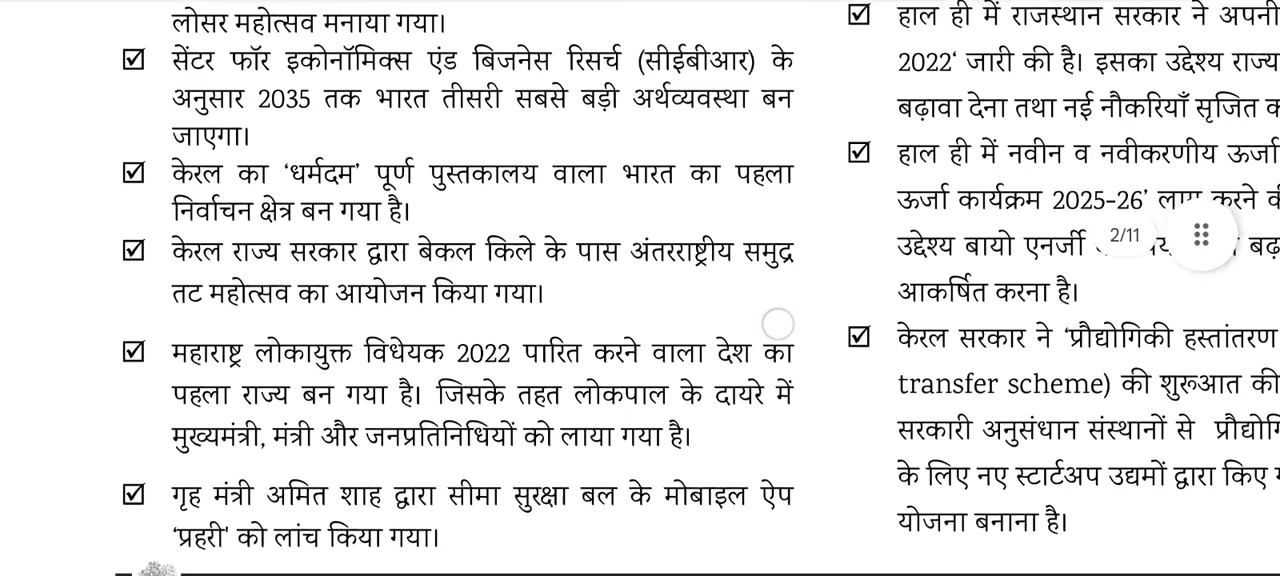 लोसर महोत्सव मनाया गया।
☑ सेंटर फॉर इकोनॉमिक्स एंड बिजनेस रिसर्च (सीईबीआर) के
अनुसार 2035 तक भारत तीसरी सबसे बड़ी अर्थव्यवस्था बन
जाएगा।
☑ केरल का ‘धर्मदम’ पूर्ण पुस्तकालय वाला भारत का पहला
निर्वाचन क्षेत्र बन गया है।
☑ केरल राज्य सरकार द्वारा बेकल किले के पास अंतरराष्ट्रीय समुद्र
तट महोत्सव का आयोजन किया गया।
☑ महाराष्ट्र लोकायुक्त विधेयक 2022 पारित करने वाला देश का
पहला राज्य बन गया है। जिसके तहत लोकपाल के दायरे में
मुख्यमंत्री, मंत्री और जनप्रतिनिधियों को लाया गया है।
☑ गृह मंत्री अमित शाह द्वारा सीमा सुरक्षा बल के मोबाइल ऐप
‘प्रहरी' को लांच किया गया।
☑ हाल ही में राजस्थान सरकार ने अपनी
2022‘ जारी की है। इसका उद्देश्य राज्य
बढ़ावा देना तथा नई नौकरियाँ सृजित
☑ हाल ही में नवीन व नवीकरणीय ऊर्जा
ऊर्जा कार्यक्रम 2025-26’ करने
उद्देश्य बायो एनर्जी
आकर्षित करना है।
☑ केरल सरकार ने ‘प्रौद्योगिकी हस्तांतरण
transfer scheme) की शुरूआत की
सरकारी अनुसंधान संस्थानों से
के लिए नए स्टार्टअप उद्यमों द्वारा किए
योजना बनाना है।
2/11